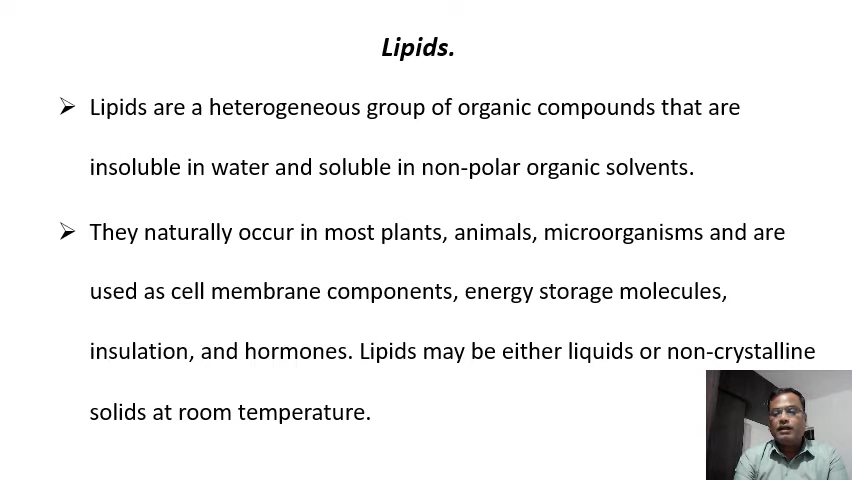 Lipids.
➢ Lipids are a heterogeneous group of organic compounds that are
insoluble in water and soluble in non-polar organic solvents.
➢ They naturally occur in most plants, animals, microorganisms and are
used as cell membrane components, energy storage molecules,
insulation, and hormones. Lipids may be either liquids or non-crystalline
solids at room temperature.